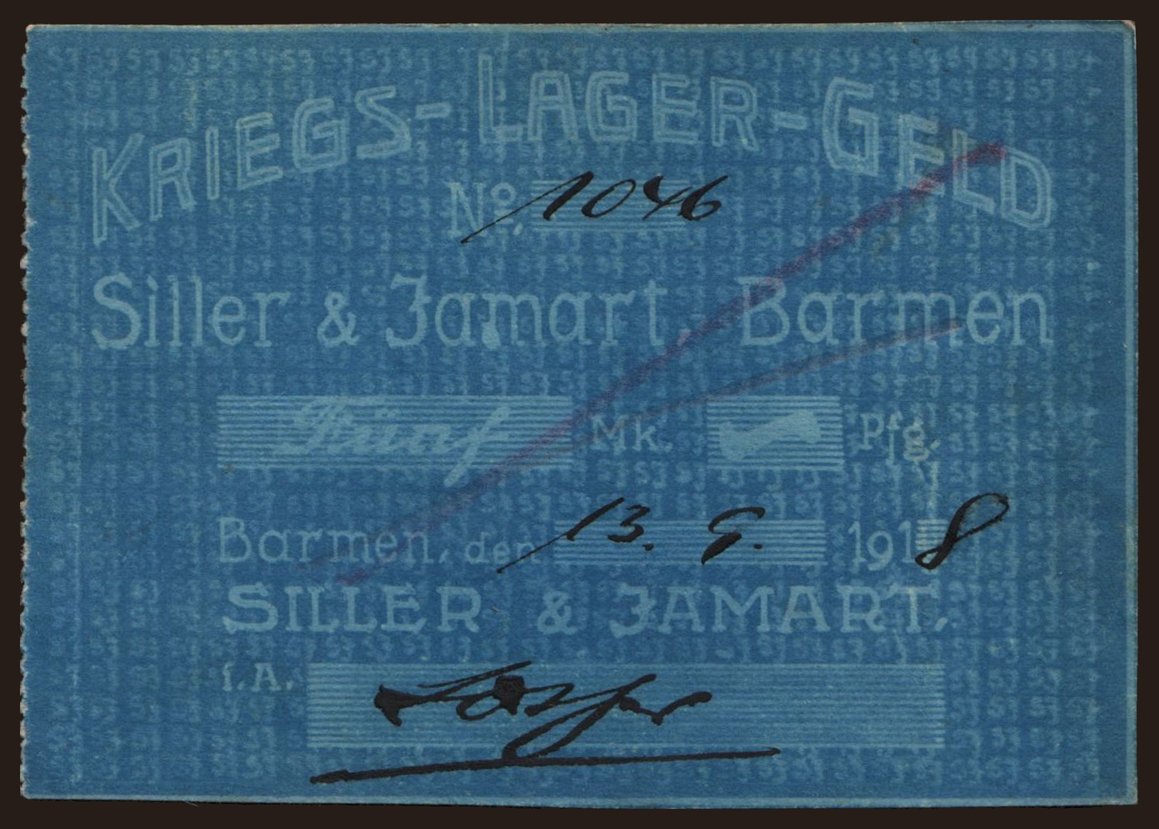 KRIEGS-LAGER-GELD
No. 1046
Siller & Jamart, Barmen
Fünf Mk. — Pfg.
Barmen, den 13. 9. 1918
SILLER & JAMART.
i.A.